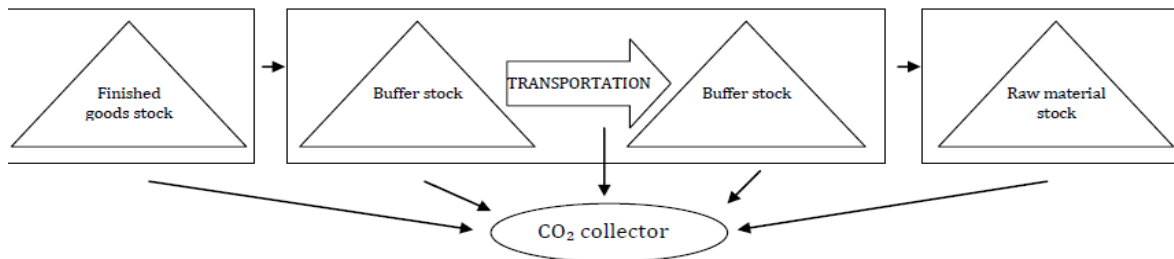 Finished
goods stock
Buffer stock
TRANSPORTATION
Buffer stock
Raw material
stock
CO₂ collector